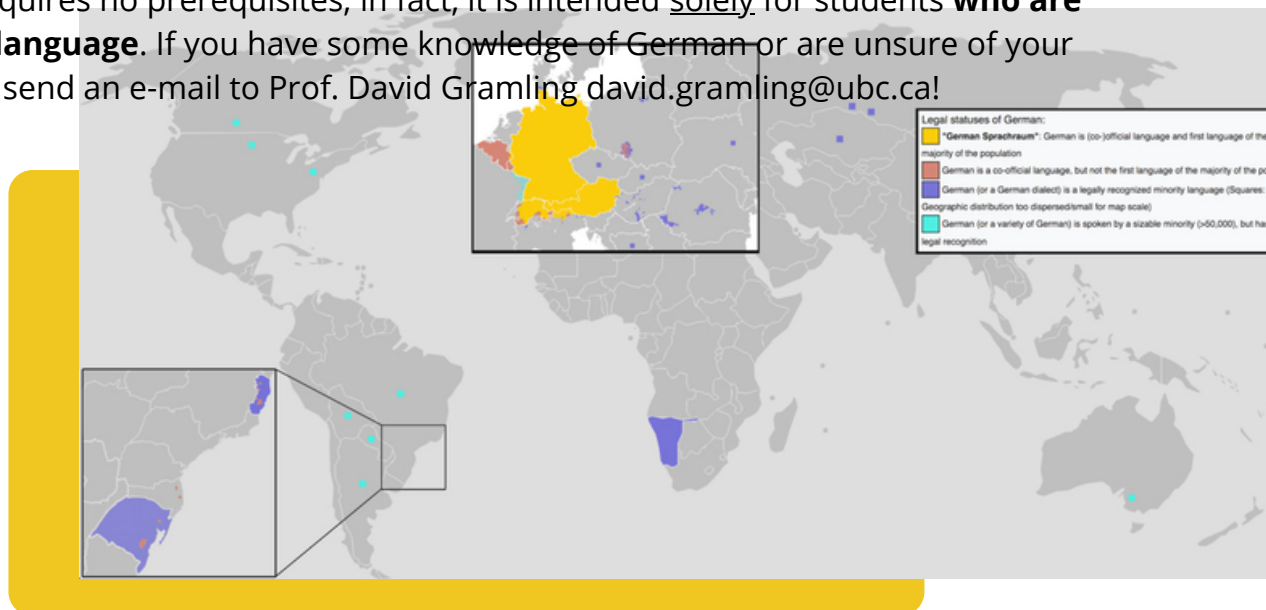 quires no prerequisites; in fact, it is intended solely for students who are
language. If you have some knowledge of German or are unsure of your
send an e-mail to Prof. David Gramling david.gramling@ubc.ca!
Legal statuses of German:
"German Sprachraum": German is (co-)official language and first language of the
majority of the population
German is a co-official language, but not the first language of the majority of the po
German (or a German dialect) is a legally recognized minority language (Squares:
Geographic distribution too dispersed/small for map scale)
German (or a variety of German) is spoken by a sizable minority (>50,000), but ha
legal recognition